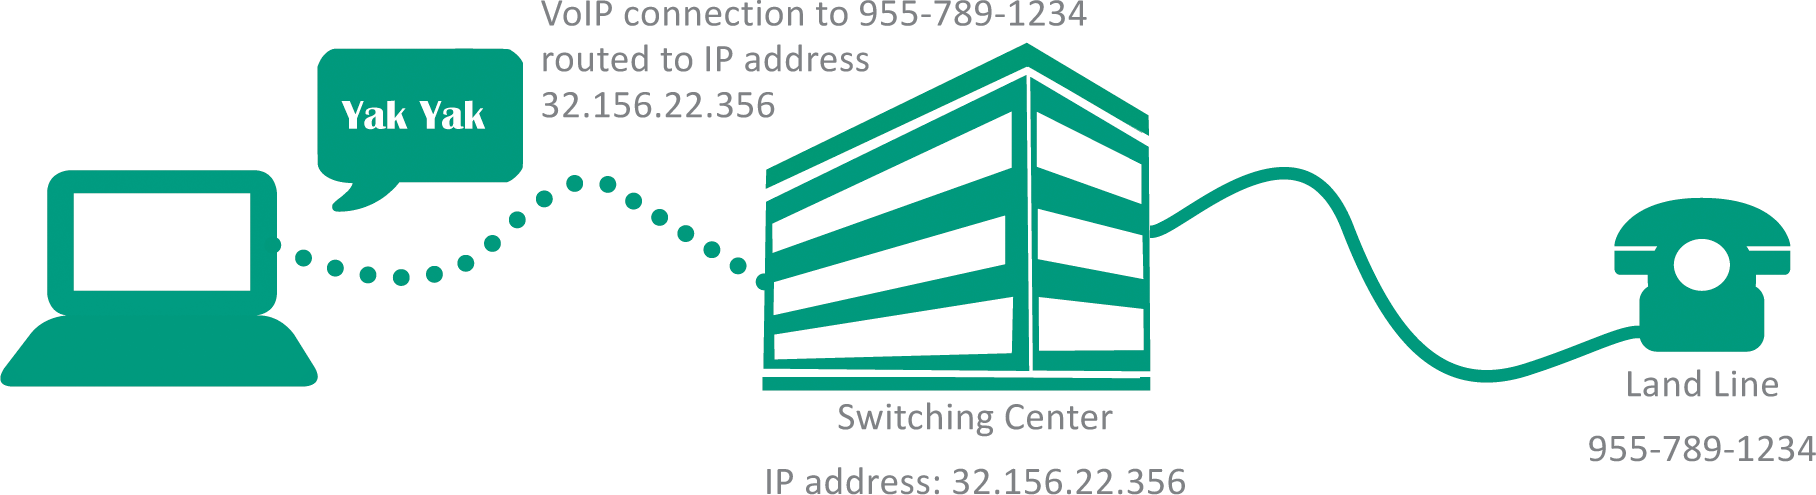 VoIP connection to 955-789-1234
routed to IP address
32.156.22.356
Yak Yak
Switching Center
IP address: 32.156.22.356
Land Line
955-789-1234